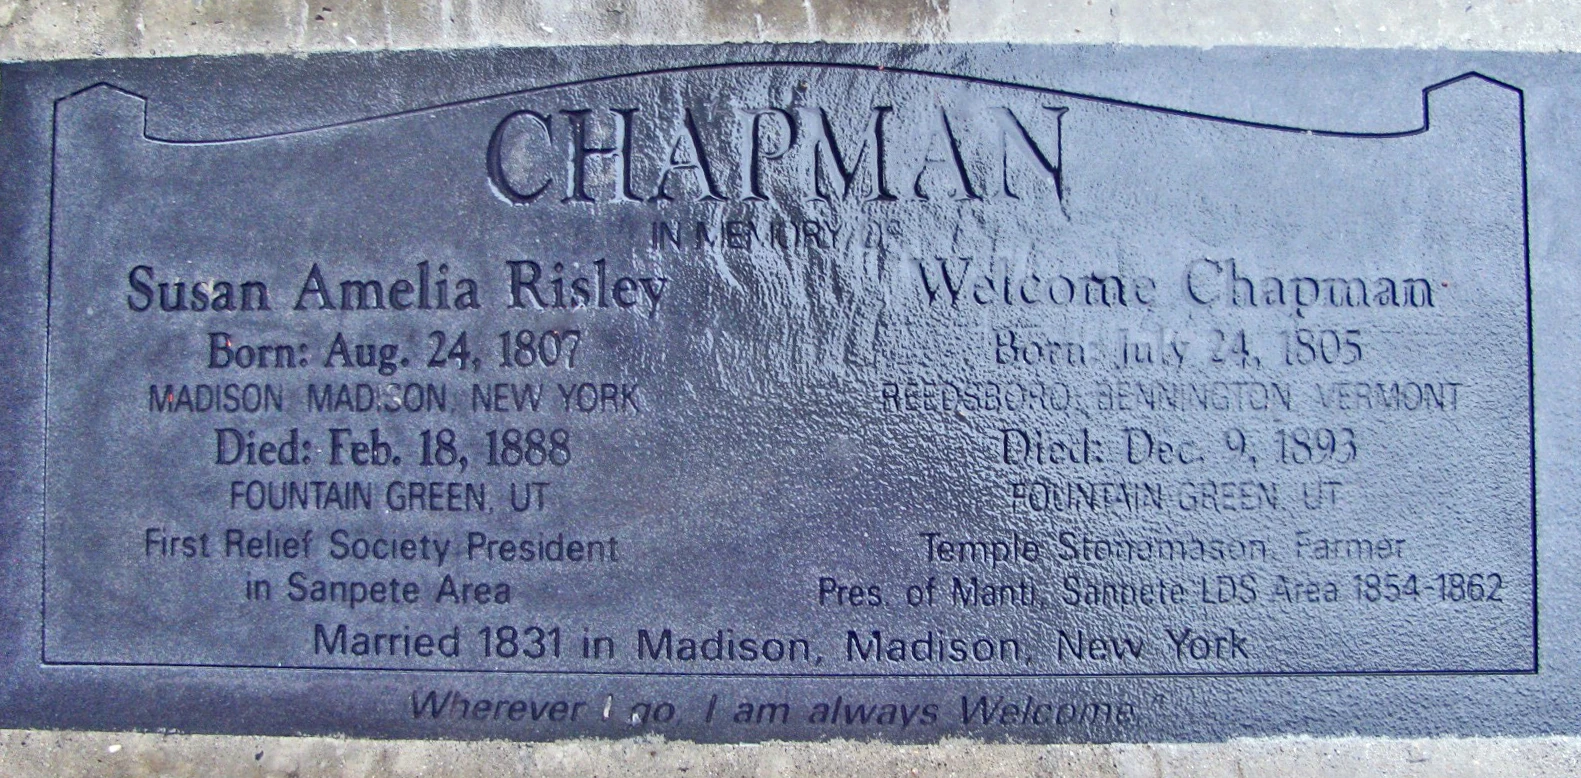 CHAPMAN
IN MEMORY OF
Susan Amelia Risley
Born: Aug. 24, 1807
MADISON, MADISON, NEW YORK
Died: Feb. 18, 1888
FOUNTAIN GREEN, UT
First Relief Society President
in Sanpete Area
Welcome Chapman
Born: July 24, 1805
REEDSBORO, BENNINGTON, VERMONT
Died: Dec. 9, 1893
FOUNTAIN GREEN, UT
Temple Stonemason, Farmer
Pres. of Manti, Sanpete LDS Area 1854-1862
Married 1831 in Madison, Madison, New York
"Wherever I go, I am always Welcome."